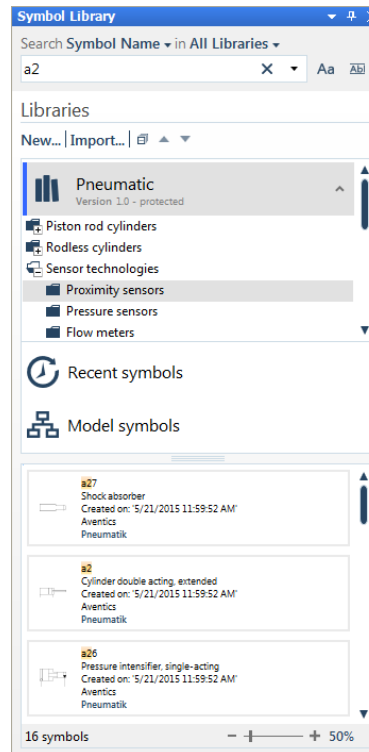 Symbol Library
Search Symbol Name in All Libraries
a2
Aa Ab
Libraries
New... | Import...
Pneumatic
Version 1.0 - protected
Piston rod cylinders
Rodless cylinders
Sensor technologies
Proximity sensors
Pressure sensors
Flow meters
Recent symbols
Model symbols
a27
Shock absorber
Created on: '5/21/2015 11:59:52 AM'
Aventics
Pneumatik
a2
Cylinder double acting, extended
Created on: '5/21/2015 11:59:52 AM'
Aventics
Pneumatik
a26
Pressure intensifier, single-acting
Created on: '5/21/2015 11:59:52 AM'
Aventics
Pneumatik
16 symbols 50%